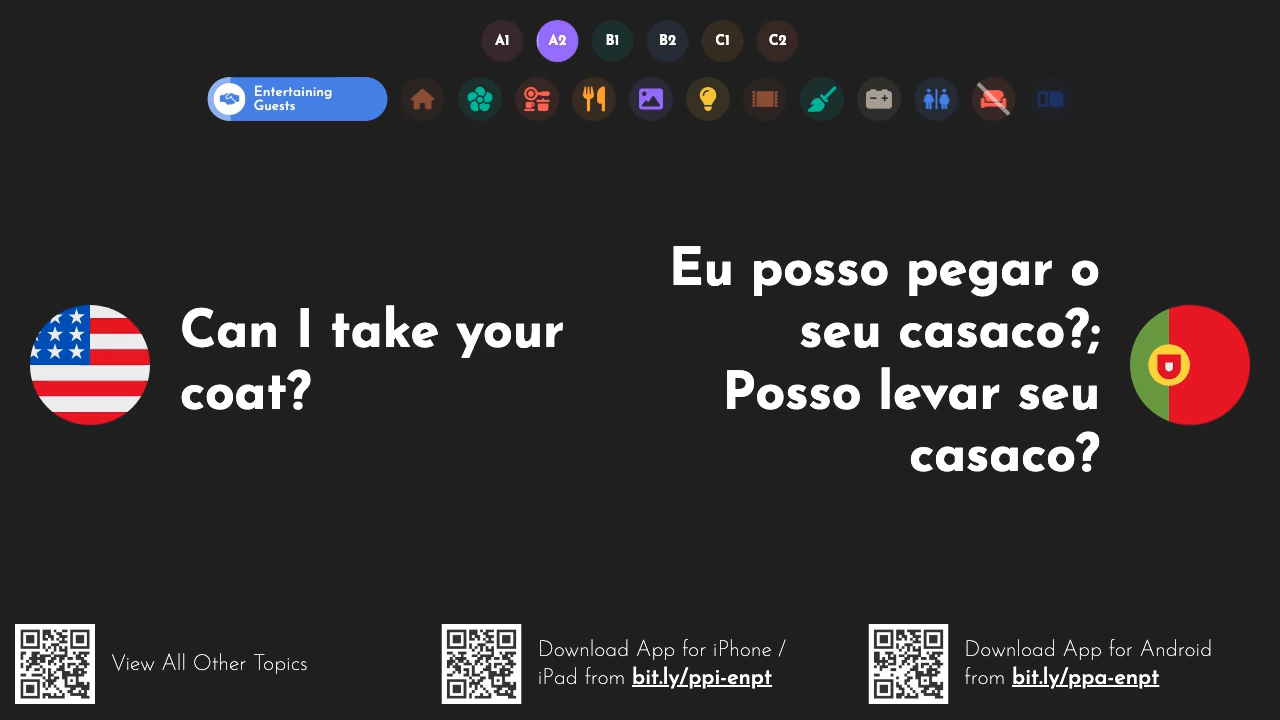 A1 A2 B1 B2 C1 C2
Entertaining
Guests
Can I take your
coat?
Eu posso pegar o
seu casaco?;
Posso levar seu
casaco?
View All Other Topics
Download App for iPhone /
iPad from bit.ly/ppi-enpt
Download App for Android
from bit.ly/ppa-enpt